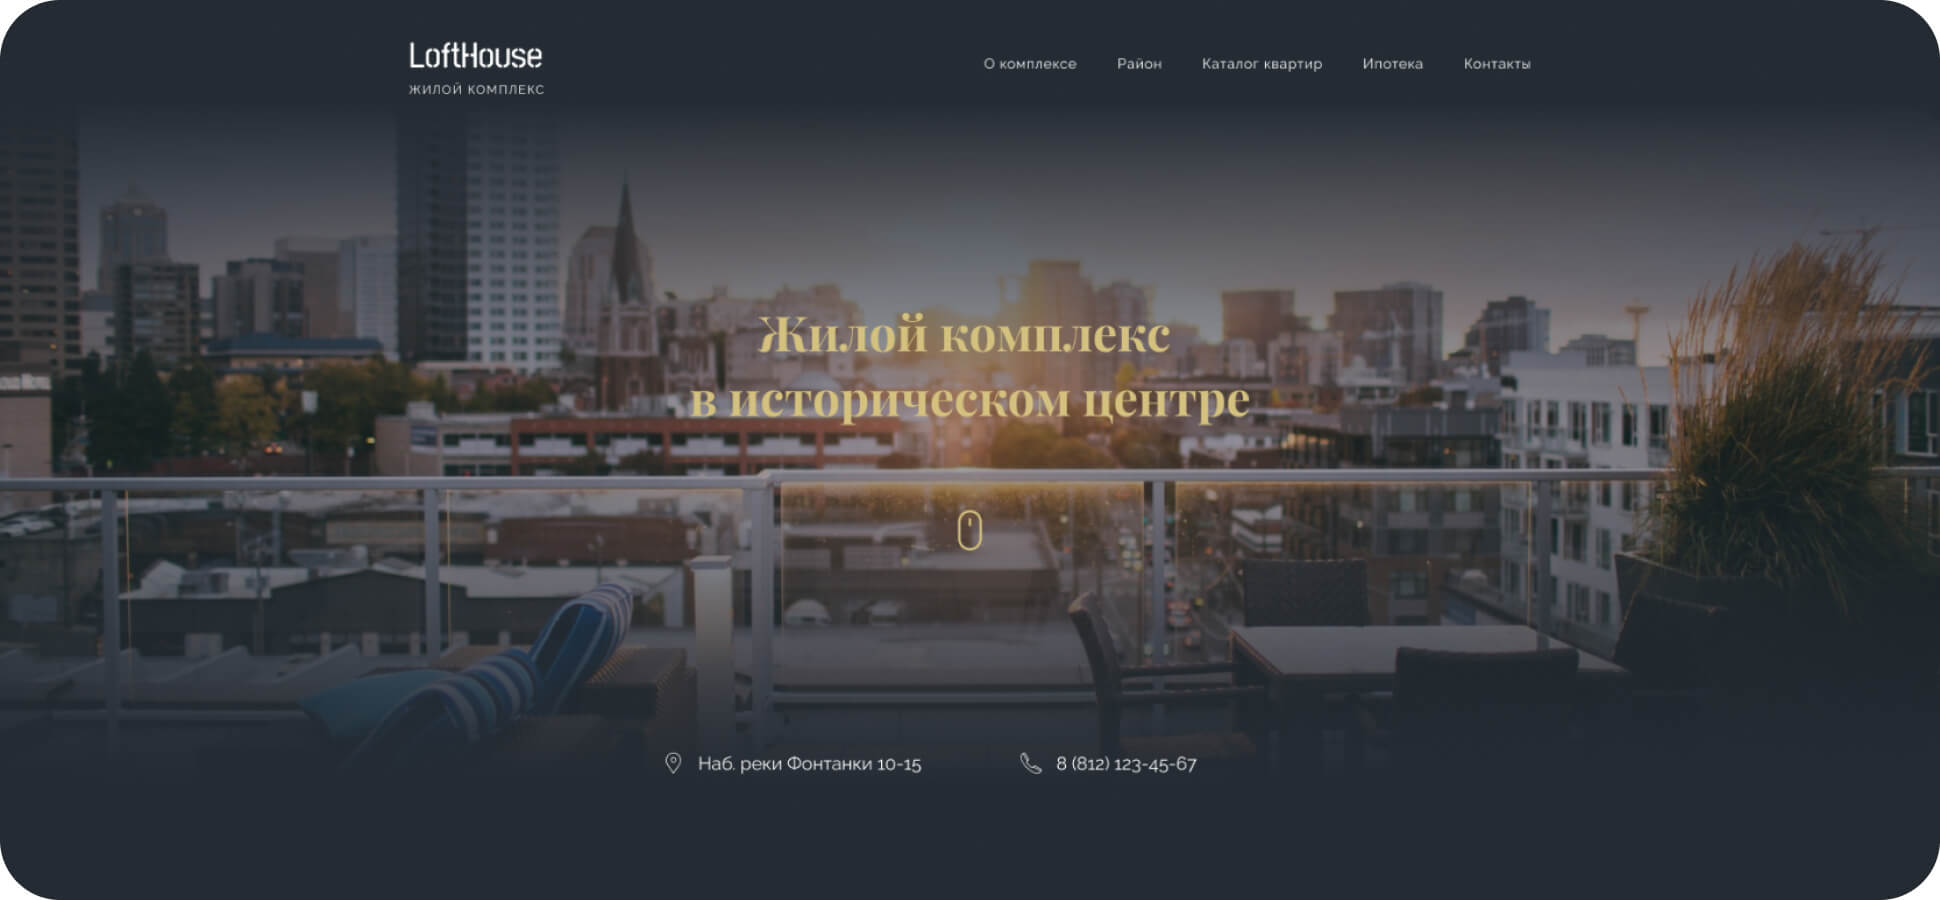 LoftHouse
ЖИЛОЙ КОМПЛЕКС
О комплексе
Район
Каталог квартир
Ипотека
Контакты
Жилой комплекс
в историческом центре
Наб. реки Фонтанки 10-15
8 (812) 123-45-67